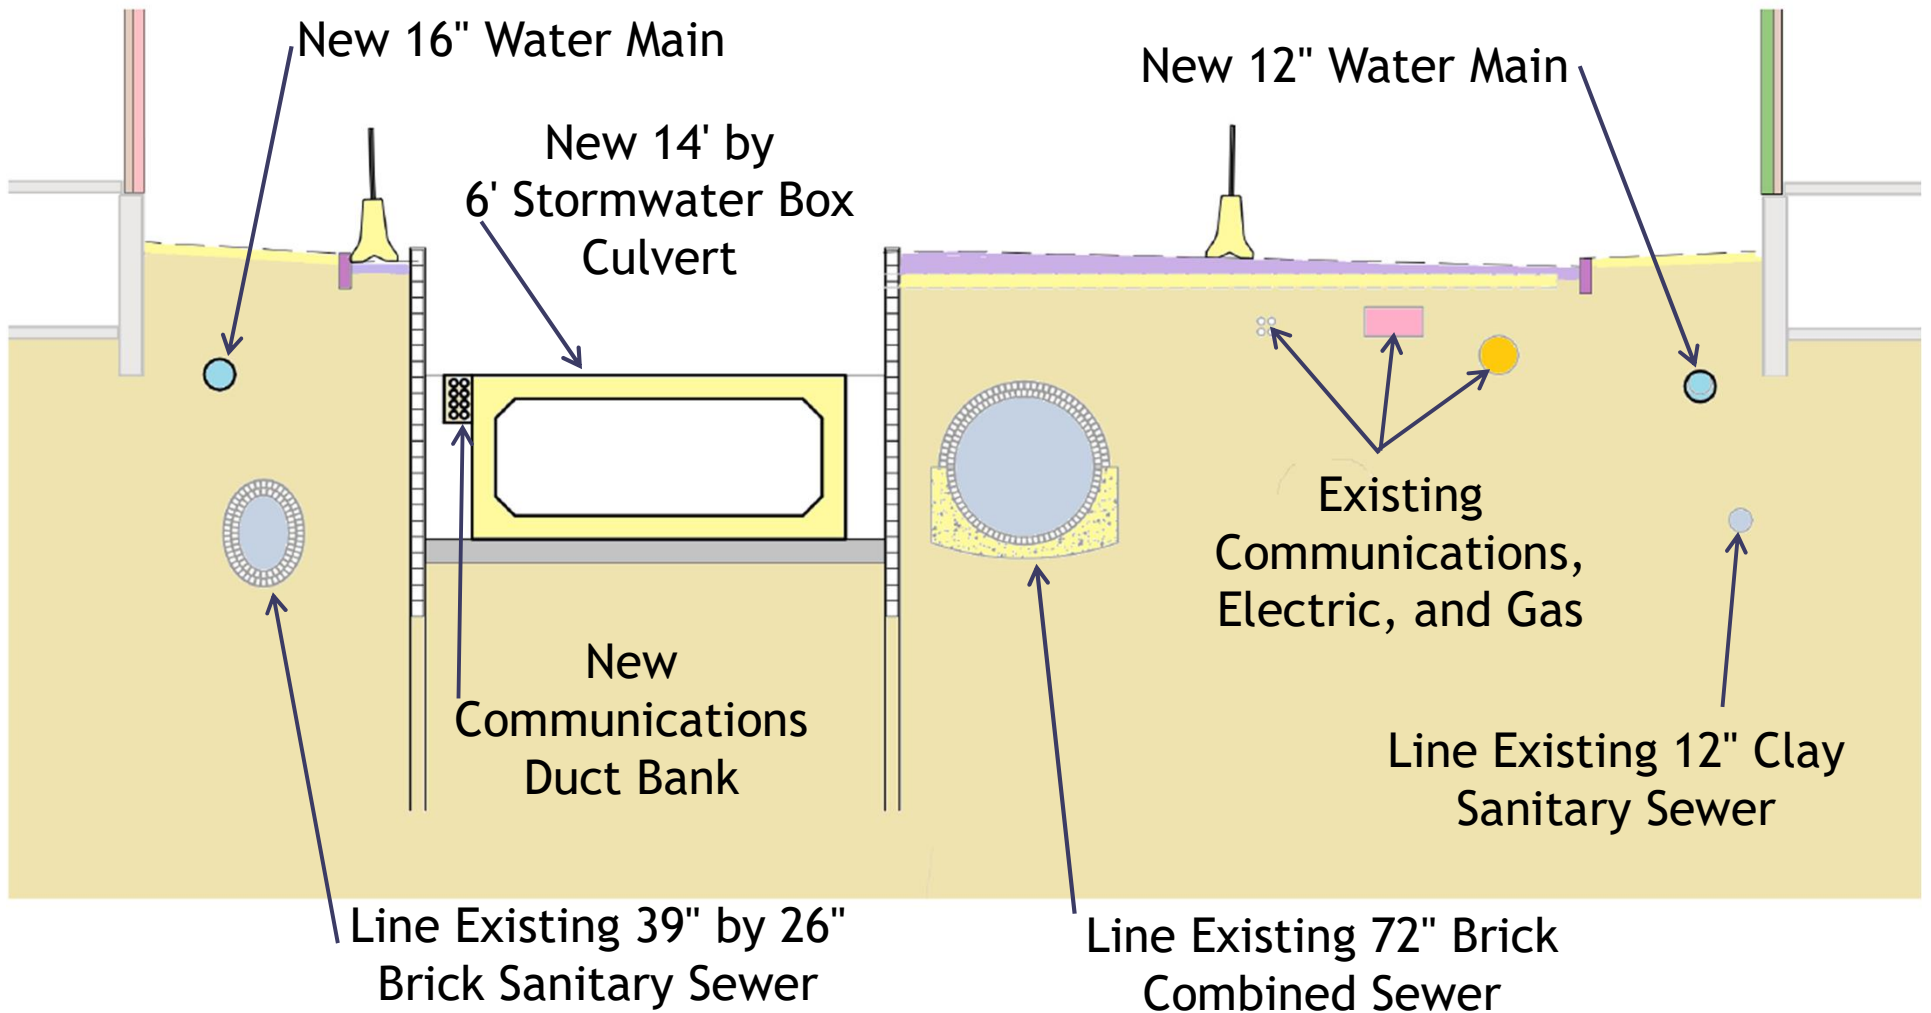 New 16" Water Main
New 12" Water Main
New 14' by
6' Stormwater Box
Culvert
Existing
Communications,
Electric, and Gas
New
Communications
Duct Bank
Line Existing 12" Clay
Sanitary Sewer
Line Existing 39" by 26"
Brick Sanitary Sewer
Line Existing 72" Brick
Combined Sewer